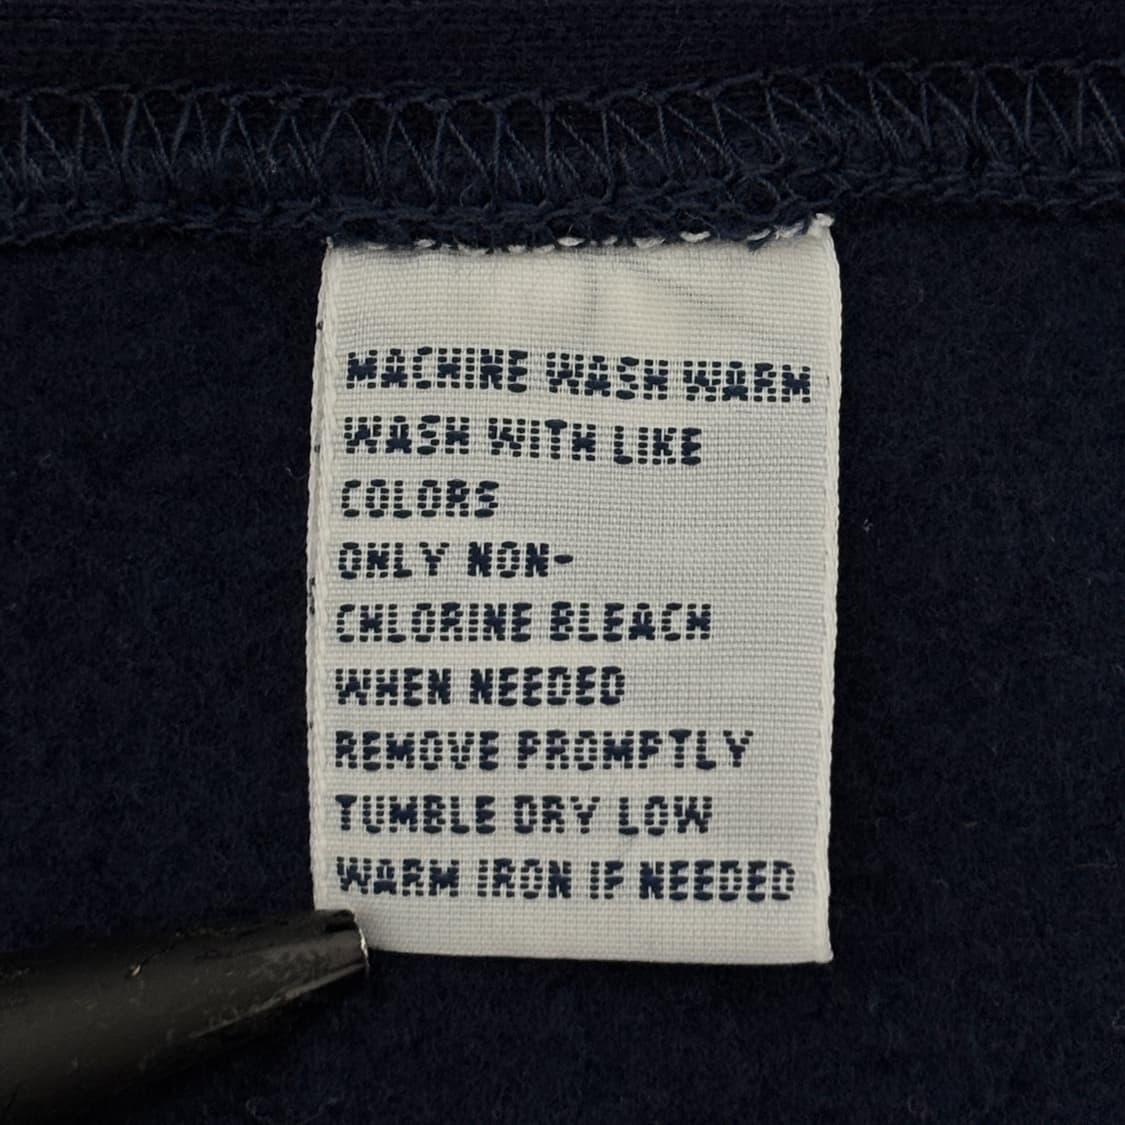 MACHINE WASH WARM
WASH WITH LIKE
COLORS
ONLY NON-
CHLORINE BLEACH
WHEN NEEDED
REMOVE PROMPTLY
TUMBLE DRY LOW
WARM IRON IF NEEDED